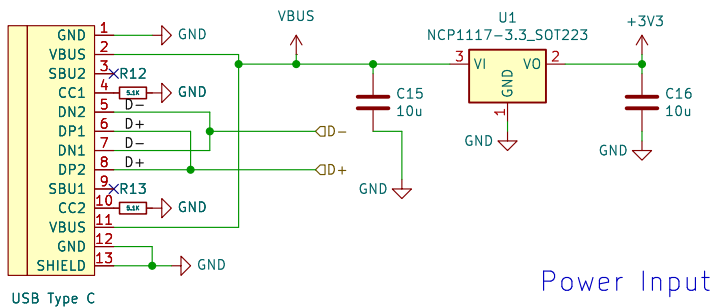 VBUS
U1
NCP1117-3.3_SOT223
+3V3
GND 1 GND
VBUS 2
SBU2 3 R12
CC1 4 5.1K GND
DN2 5 D-
DP1 6 D+
DN1 7 D- D-
DP2 8 D+ D+
SBU1 9 R13
CC2 10 5.1K GND
VBUS 11
GND 12
SHIELD 13 GND
USB Type C
3 VI VO 2
GND
1
GND
C15
10u
GND
C16
10u
GND
Power Input